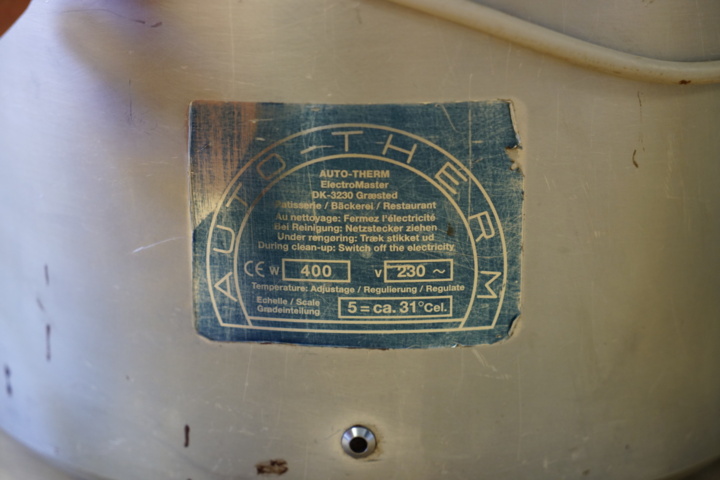 AUTO-THERM
AUTO-THERM
ElectroMaster
DK-3230 Græsted
Patisserie / Bäckerei / Restaurant
Au nettoyage: Fermez l'électricité
Bei Reinigung: Netzstecker ziehen
Under rengøring: Træk stikket ud
During clean-up: Switch off the electricity
CE W 400 V 230 ~
Temperature: Adjustage / Regulierung / Regulate
Echelle / Scale
Gradeinteilung
5 = ca. 31°Cel.